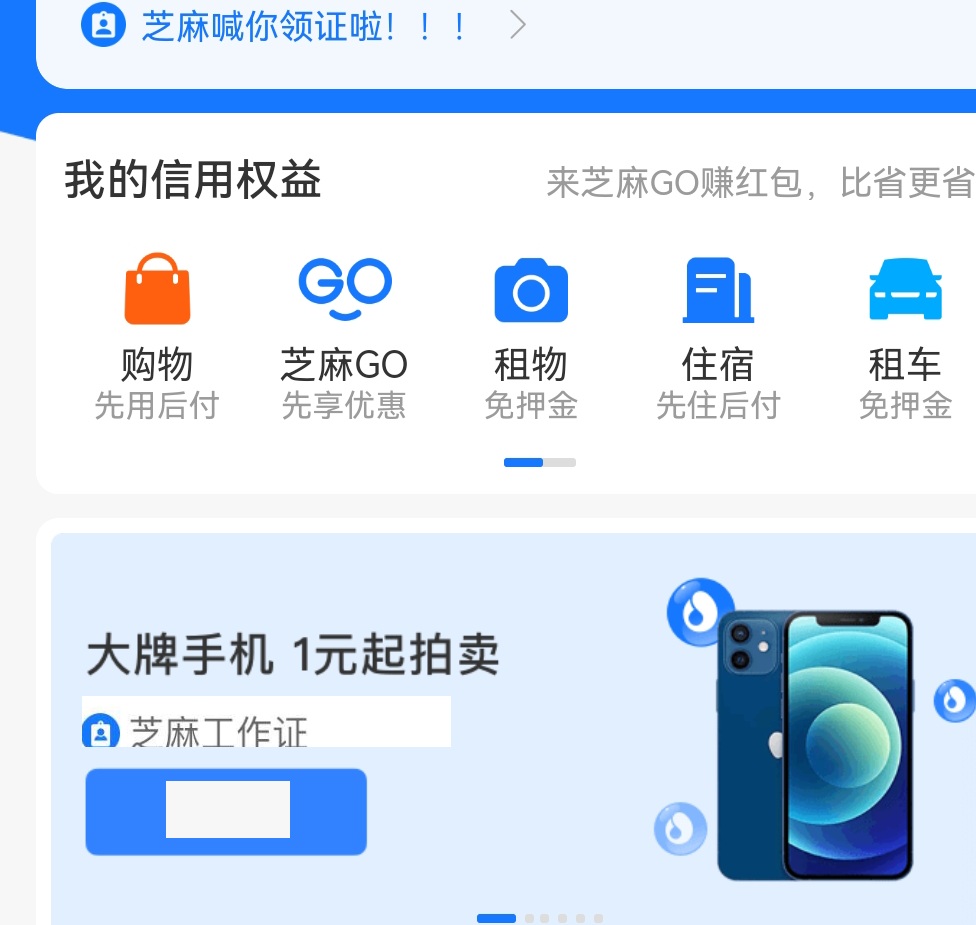 芝麻喊你领证啦！！！
我的信用权益
来芝麻GO赚红包，比省更省
GO
购物
芝麻GO
租物
住宿
租车
先用后付
先享优惠
免押金
先住后付
免押金
大牌手机 1元起拍卖
芝麻工作证